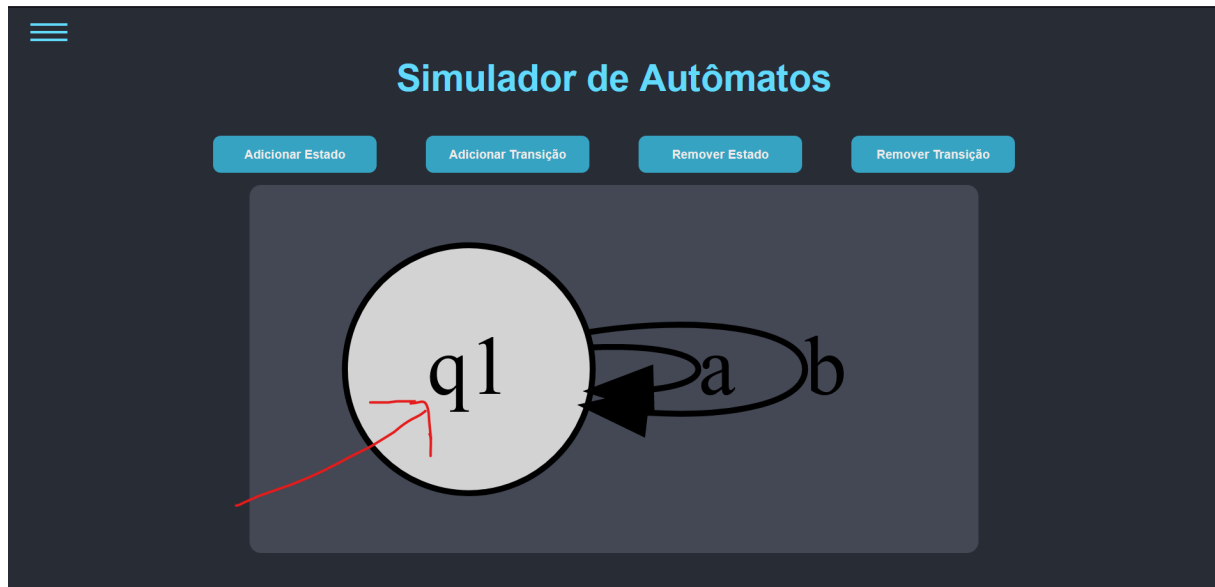 Simulador de Autômatos
Adicionar Estado
Adicionar Transição
Remover Estado
Remover Transição
q1
a
b